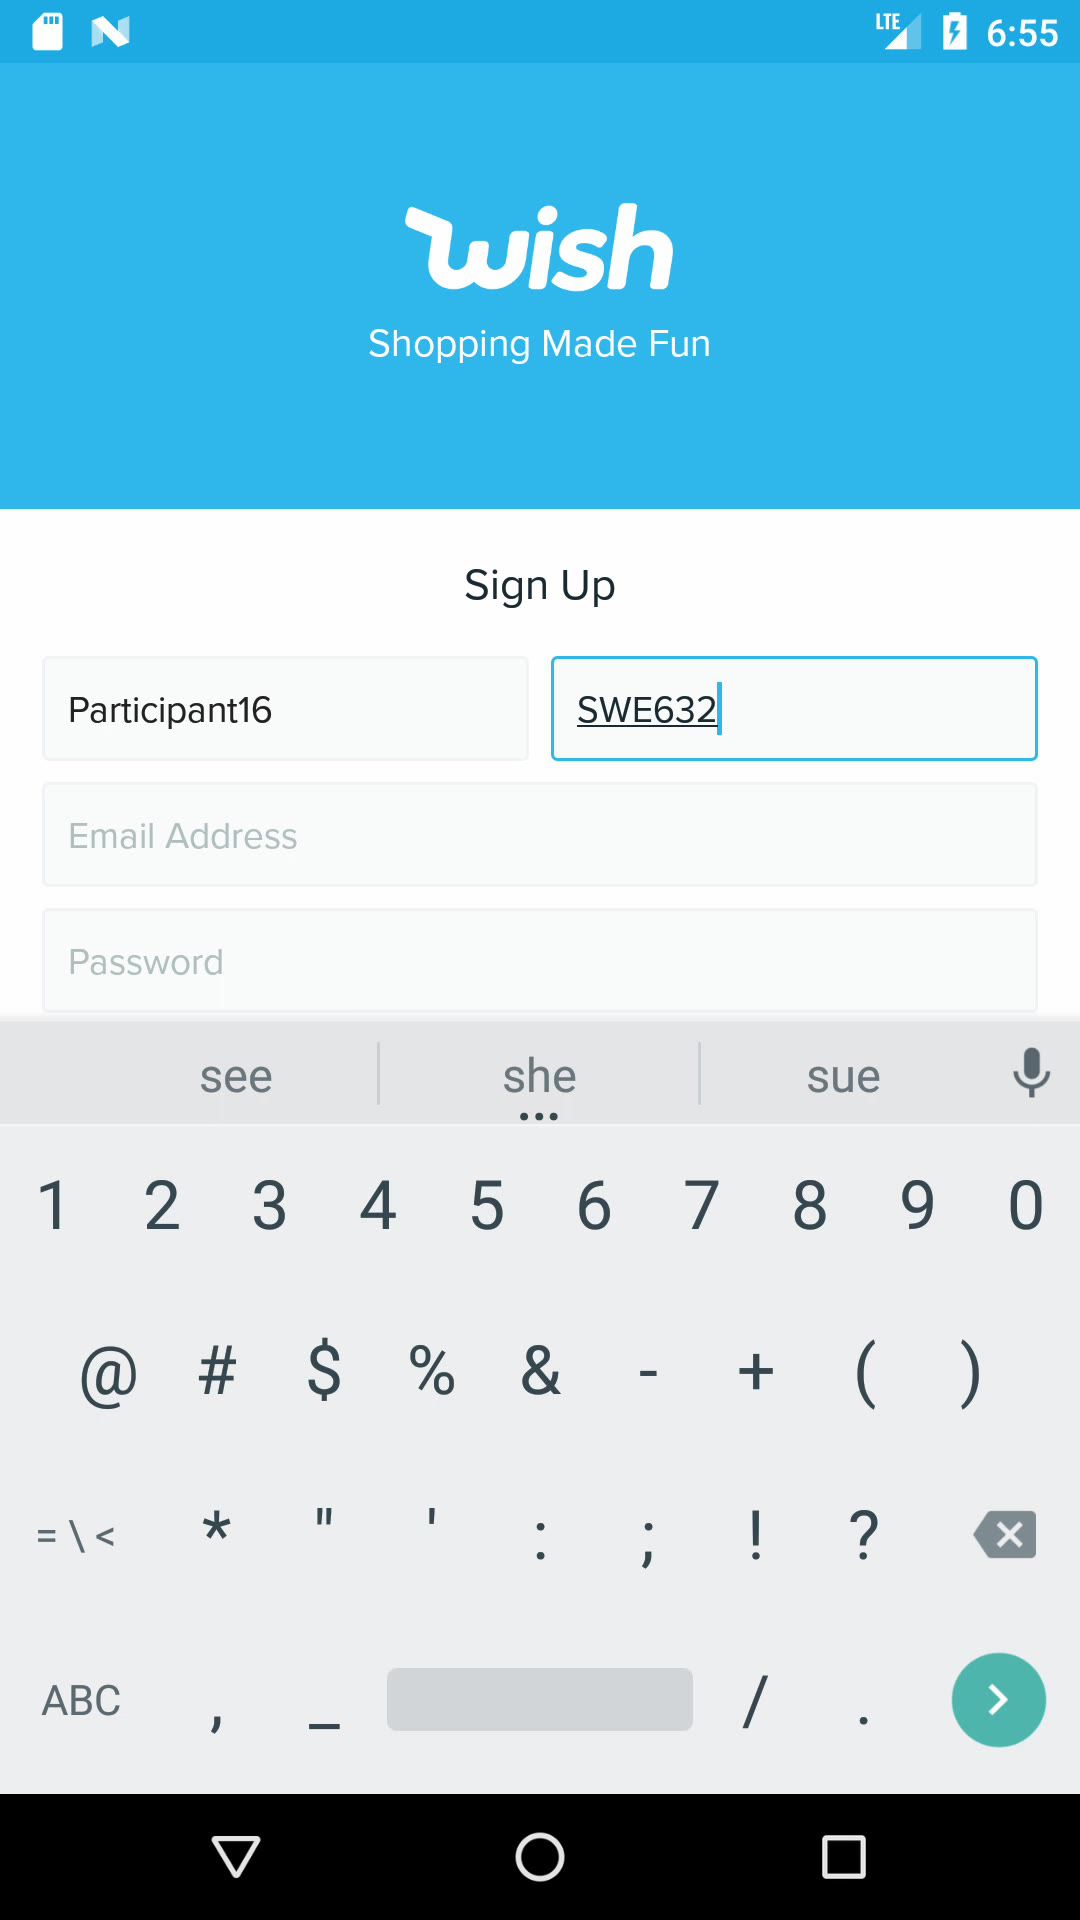 LTE 6:55
wish
Shopping Made Fun
Sign Up
Participant16 SWE632
Email Address
Password
see she sue
1 2 3 4 5 6 7 8 9 0
@ # $ % & - + ( )
= \ < * " ' : ; ! ?
ABC , _ / .